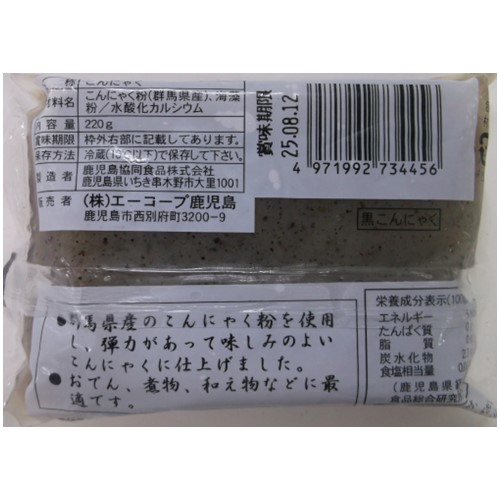 名　称 こんにゃく
原材料名 こんにゃく粉(群馬県産)、海藻
粉/水酸化カルシウム
内容量 220g
賞味期限 枠外右部に記載してあります。
保存方法 冷蔵(10℃以下)で保存して下さい。
製造者 鹿児島協同食品株式会社
鹿児島県いちき串木野市大里1001
販売者 (株)エーコープ鹿児島
鹿児島市西別府町3200-9
賞味期限
25.08.12
4 971992 734456
黒こんにゃく
●群馬県産のこんにゃく粉を使用
し、弾力があって味しみのよい
こんにゃくに仕上げました。
●おでん、煮物、和え物などに最
適です。
栄養成分表示(100
エネルギー
たんぱく質
脂　質
炭水化物
食塩相当量
(鹿児島県
食品総合研究